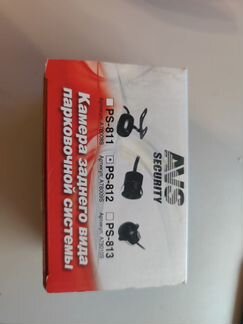 AVS
SECURITY
PS-811
PS-812
PS-813
Камера заднего вида
парковочной системы